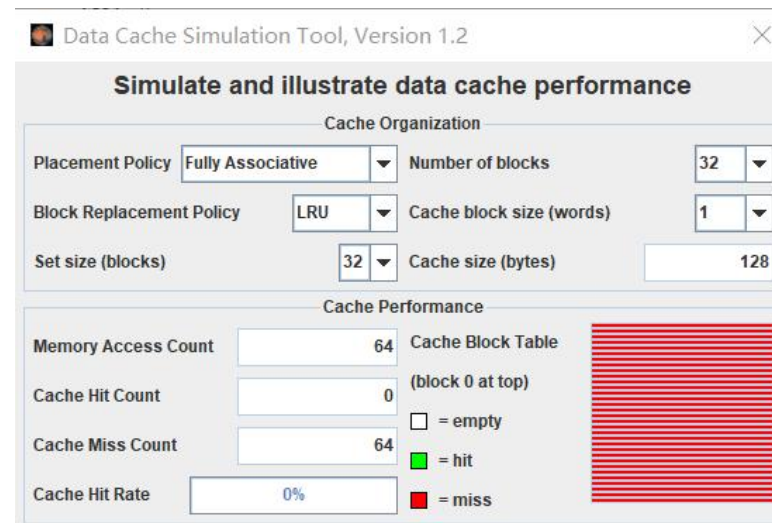 Data Cache Simulation Tool, Version 1.2
Simulate and illustrate data cache performance
Cache Organization
Placement Policy Fully Associative Number of blocks 32
Block Replacement Policy LRU Cache block size (words) 1
Set size (blocks) 32 Cache size (bytes) 128
Cache Performance
Memory Access Count 64 Cache Block Table
(block 0 at top)
Cache Hit Count 0
= empty
Cache Miss Count 64
= hit
Cache Hit Rate 0%
= miss